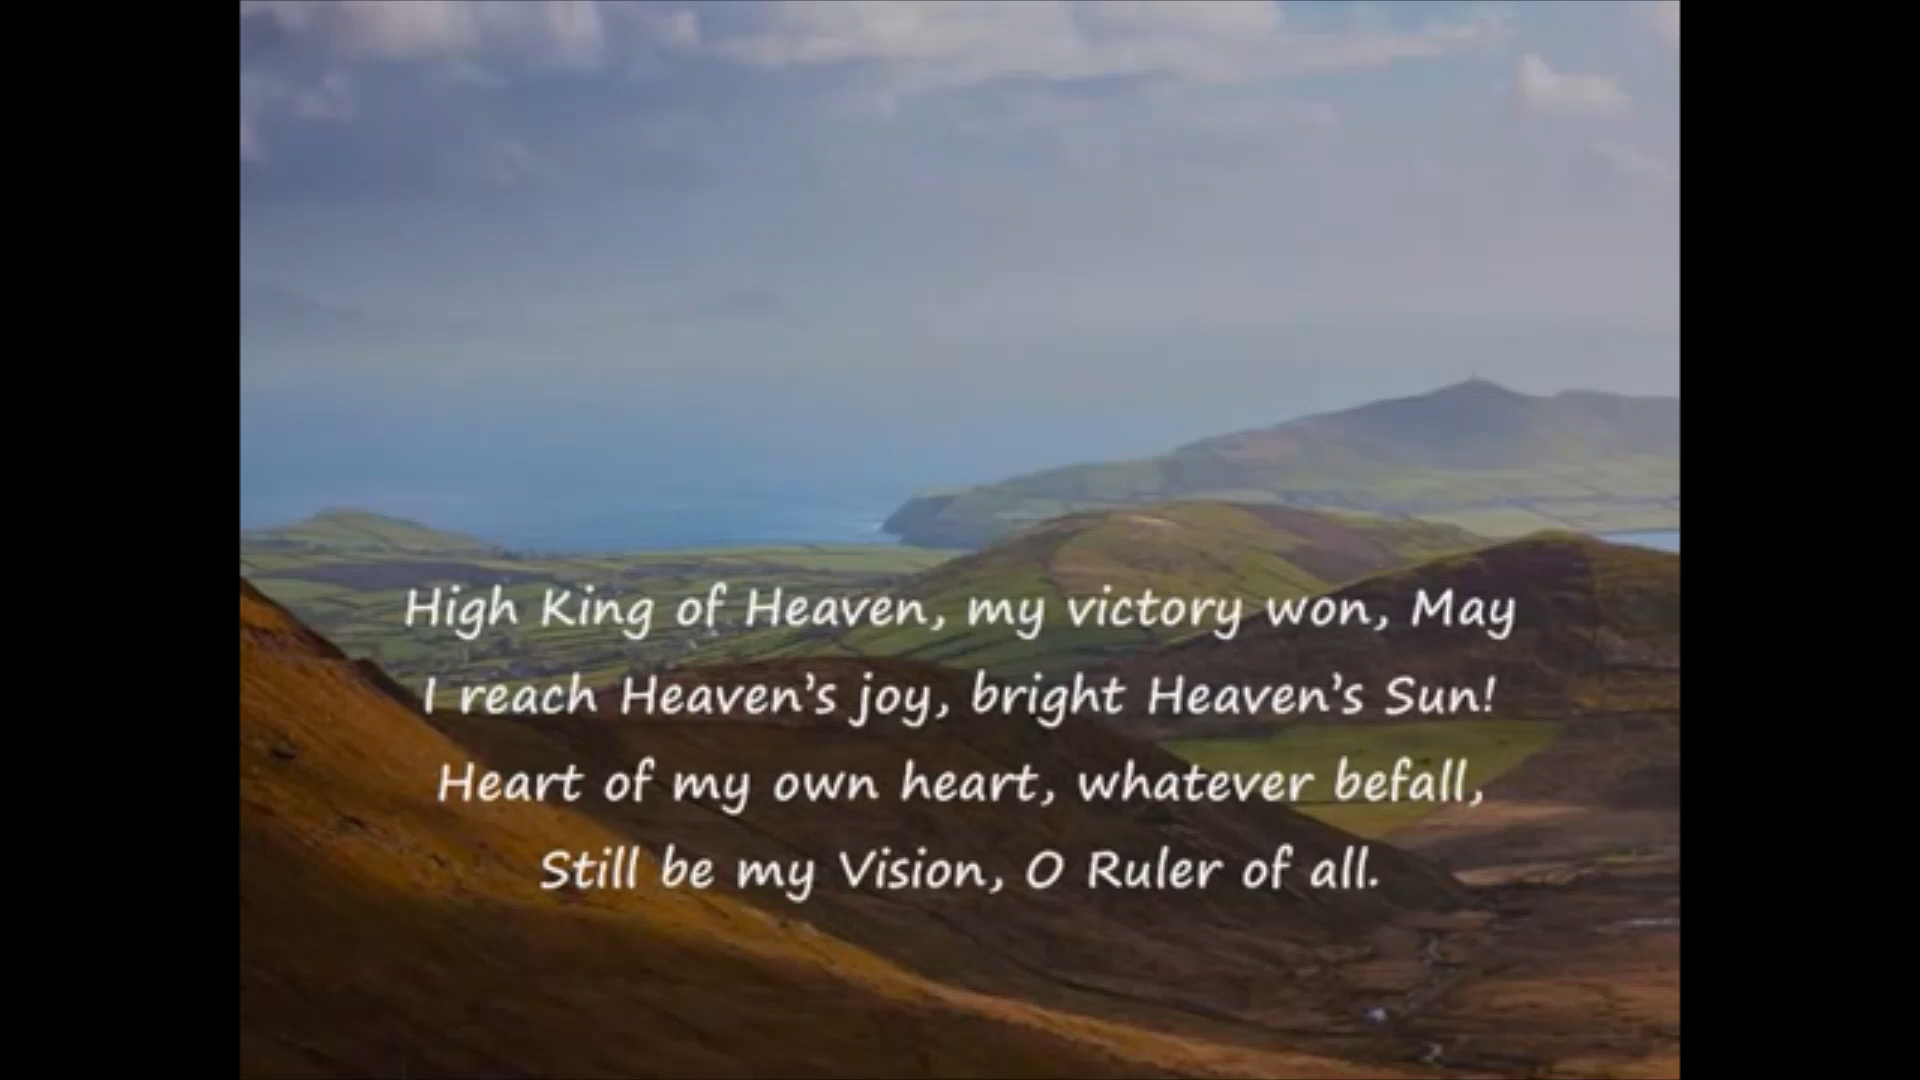 High King of Heaven, my victory won, May
I reach Heaven’s joy, bright Heaven’s Sun!
Heart of my own heart, whatever befall,
Still be my Vision, O Ruler of all.